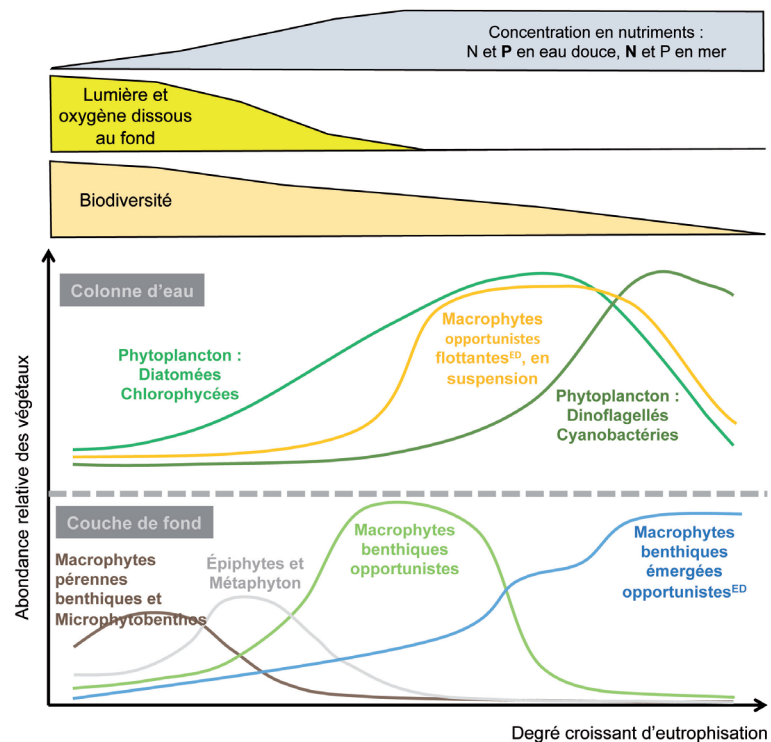 Concentration en nutriments :
N et P en eau douce, N et P en mer
Lumière et
oxygène dissous
au fond
Biodiversité
Abondance relative des végétaux
Colonne d'eau
Phytoplancton :
Diatomées
Chlorophycées
Macrophytes
opportunistes
flottantesᴱᴰ, en
suspension
Phytoplancton :
Dinoflagellés
Cyanobactéries
Couche de fond
Macrophytes
pérennes
benthiques et
Microphytobenthos
Épiphytes et
Métaphyton
Macrophytes
benthiques
opportunistes
Macrophytes
benthiques
émergées
opportunistesᴱᴰ
Degré croissant d'eutrophisation